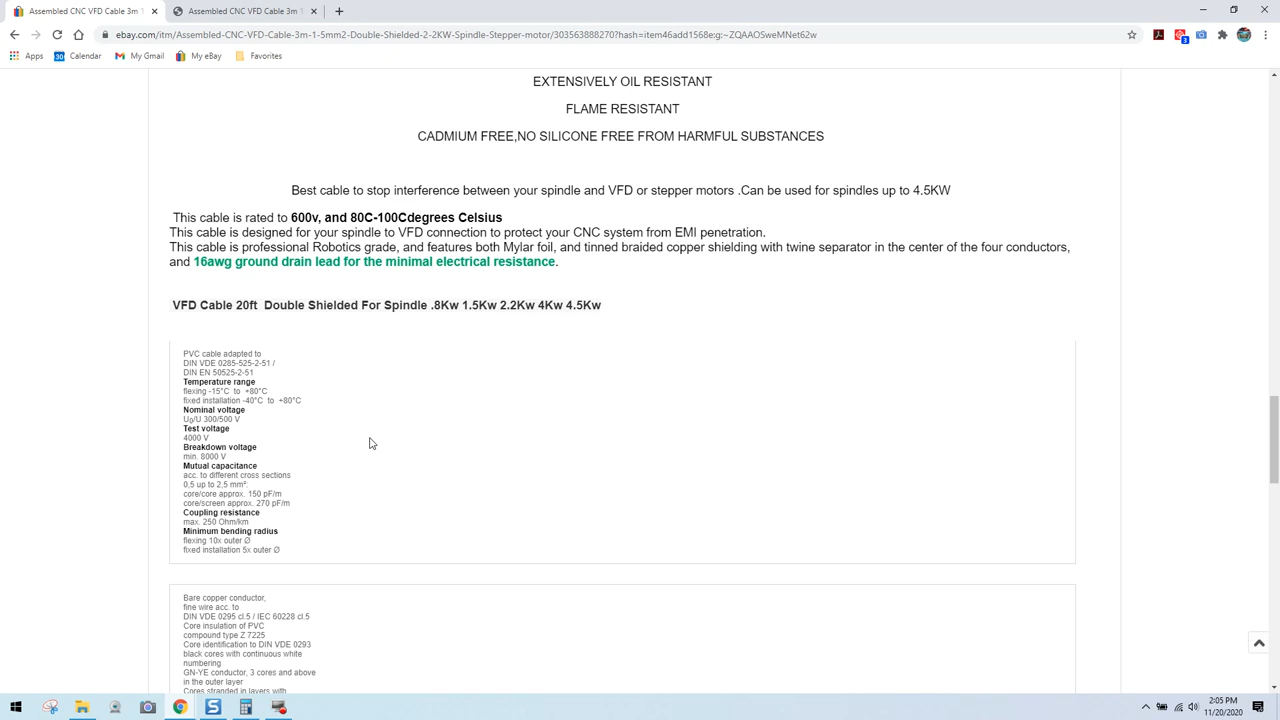 Assembled CNC VFD Cable 3m 1
Assembled CNC VFD Cable 3m 1
ebay.com/itm/Assembled-CNC-VFD-Cable-3m-1-5mm2-Double-Shielded-2-2KW-Spindle-Stepper-motor/303563888270?hash=item46add1568e:g:~ZQAAOSweMNet62w
3
Apps
Calendar
My Gmail
My eBay
Favorites
EXTENSIVELY OIL RESISTANT
FLAME RESISTANT
CADMIUM FREE,NO SILICONE FREE FROM HARMFUL SUBSTANCES
Best cable to stop interference between your spindle and VFD or stepper motors .Can be used for spindles up to 4.5KW
This cable is rated to 600v, and 80C-100Cdegrees Celsius
This cable is designed for your spindle to VFD connection to protect your CNC system from EMI penetration.
This cable is professional Robotics grade, and features both Mylar foil, and tinned braided copper shielding with twine separator in the center of the four conductors,
and 16awg ground drain lead for the minimal electrical resistance.
VFD Cable 20ft Double Shielded For Spindle .8Kw 1.5Kw 2.2Kw 4Kw 4.5Kw
PVC cable adapted to
DIN VDE 0285-525-2-51 /
DIN EN 50525-2-51
Temperature range
flexing -15°C to +80°C
fixed installation -40°C to +80°C
Nominal voltage
U0/U 300/500 V
Test voltage
4000 V
Breakdown voltage
min. 8000 V
Mutual capacitance
acc. to different cross sections
0,5 up to 2,5 mm²:
core/core approx. 150 pF/m
core/screen approx. 270 pF/m
Coupling resistance
max. 250 Ohm/km
Minimum bending radius
flexing 10x outer Ø
fixed installation 5x outer Ø
Bare copper conductor,
fine wire acc. to
DIN VDE 0295 cl.5 / IEC 60228 cl.5
Core insulation of PVC
compound type Z 7225
Core identification to DIN VDE 0293
black cores with continuous white
numbering
GN-YE conductor, 3 cores and above
in the outer layer
Cores stranded in layers with
2:05 PM
11/20/2020